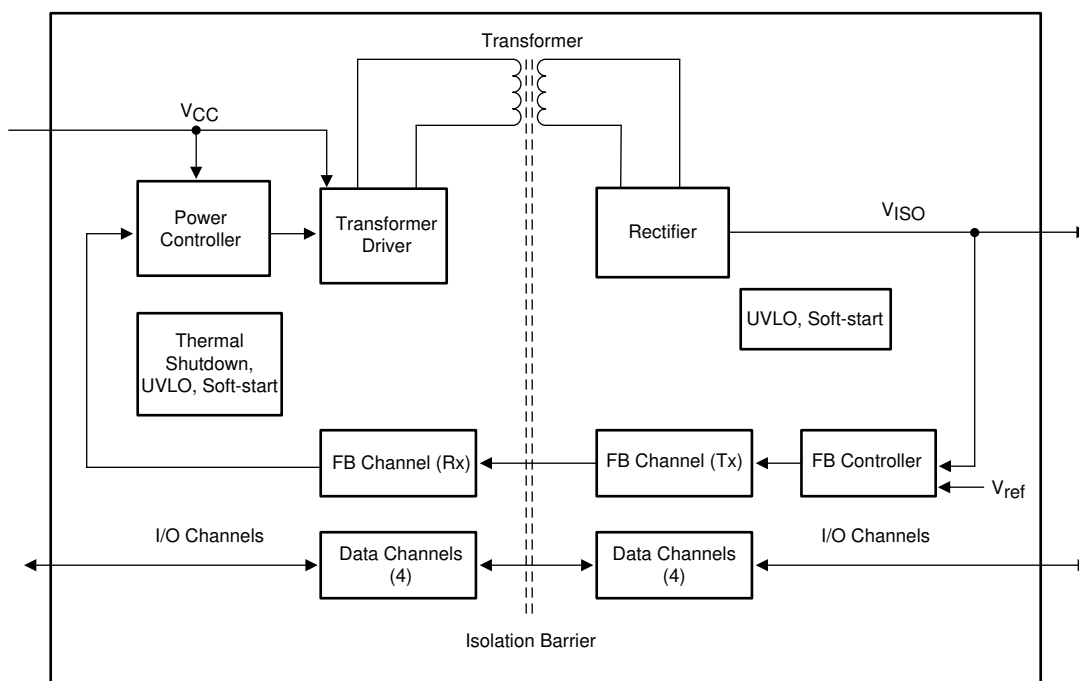 Transformer
VCC
Power
Controller
Transformer
Driver
Rectifier
VISO
Thermal
Shutdown,
UVLO, Soft-start
UVLO, Soft-start
FB Channel (Rx)
FB Channel (Tx)
FB Controller
Vref
I/O Channels
Data Channels
(4)
Data Channels
(4)
I/O Channels
Isolation Barrier